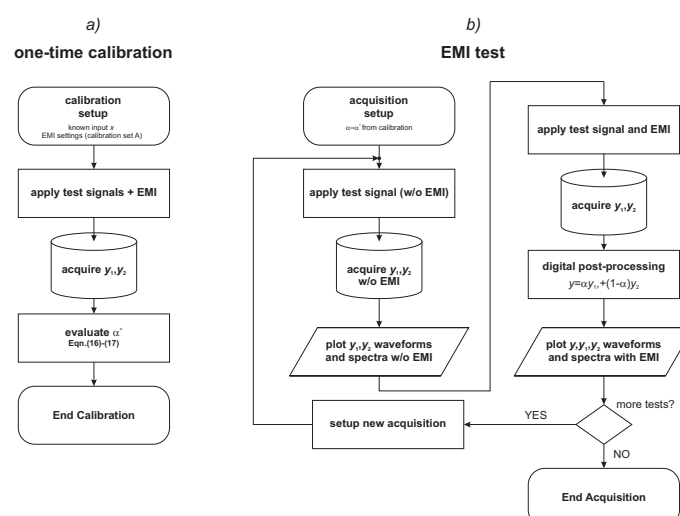 a)
one-time calibration
calibration
setup
known input x
EMI settings (calibration set A)
apply test signals + EMI
acquire y₁,y₂
evaluate α*
Eqn.(16)-(17)
End Calibration
b)
EMI test
acquisition
setup
α=α* from calibration
apply test signal (w/o EMI)
acquire y₁,y₂
w/o EMI
plot y₁,y₂ waveforms
and spectra w/o EMI
setup new acquisition
apply test signal and EMI
acquire y₁,y₂
digital post-processing
y=αy₁,+(1-α)y₂
plot y,y₁,y₂ waveforms
and spectra with EMI
more tests?
YES
NO
End Acquisition